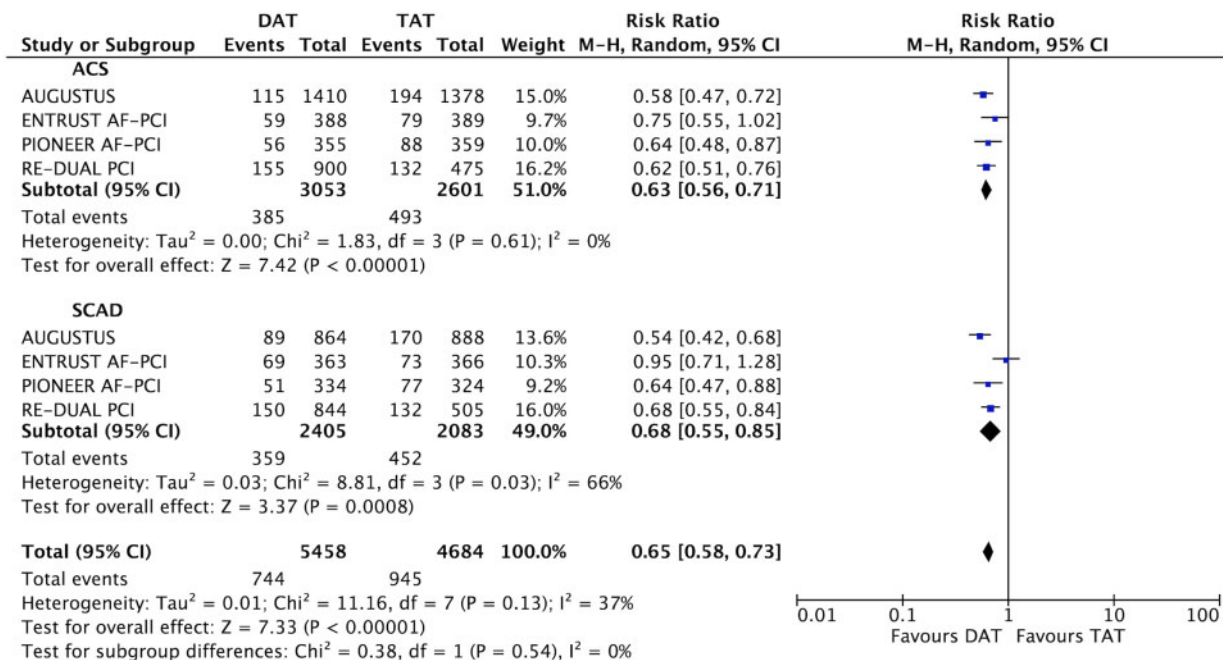 DAT TAT Risk Ratio Risk Ratio
Study or Subgroup Events Total Events Total Weight M-H, Random, 95% CI M-H, Random, 95% CI
ACS
AUGUSTUS 115 1410 194 1378 15.0% 0.58 [0.47, 0.72]
ENTRUST AF-PCI 59 388 79 389 9.7% 0.75 [0.55, 1.02]
PIONEER AF-PCI 56 355 88 359 10.0% 0.64 [0.48, 0.87]
RE-DUAL PCI 155 900 132 475 16.2% 0.62 [0.51, 0.76]
Subtotal (95% CI) 3053 2601 51.0% 0.63 [0.56, 0.71]
Total events 385 493
Heterogeneity: Tau² = 0.00; Chi² = 1.83, df = 3 (P = 0.61); I² = 0%
Test for overall effect: Z = 7.42 (P < 0.00001)
SCAD
AUGUSTUS 89 864 170 888 13.6% 0.54 [0.42, 0.68]
ENTRUST AF-PCI 69 363 73 366 10.3% 0.95 [0.71, 1.28]
PIONEER AF-PCI 51 334 77 324 9.2% 0.64 [0.47, 0.88]
RE-DUAL PCI 150 844 132 505 16.0% 0.68 [0.55, 0.84]
Subtotal (95% CI) 2405 2083 49.0% 0.68 [0.55, 0.85]
Total events 359 452
Heterogeneity: Tau² = 0.03; Chi² = 8.81, df = 3 (P = 0.03); I² = 66%
Test for overall effect: Z = 3.37 (P = 0.0008)
Total (95% CI) 5458 4684 100.0% 0.65 [0.58, 0.73]
Total events 744 945
Heterogeneity: Tau² = 0.01; Chi² = 11.16, df = 7 (P = 0.13); I² = 37%
Test for overall effect: Z = 7.33 (P < 0.00001)
Test for subgroup differences: Chi² = 0.38, df = 1 (P = 0.54), I² = 0%
0.01 0.1 1 10 100
Favours DAT Favours TAT